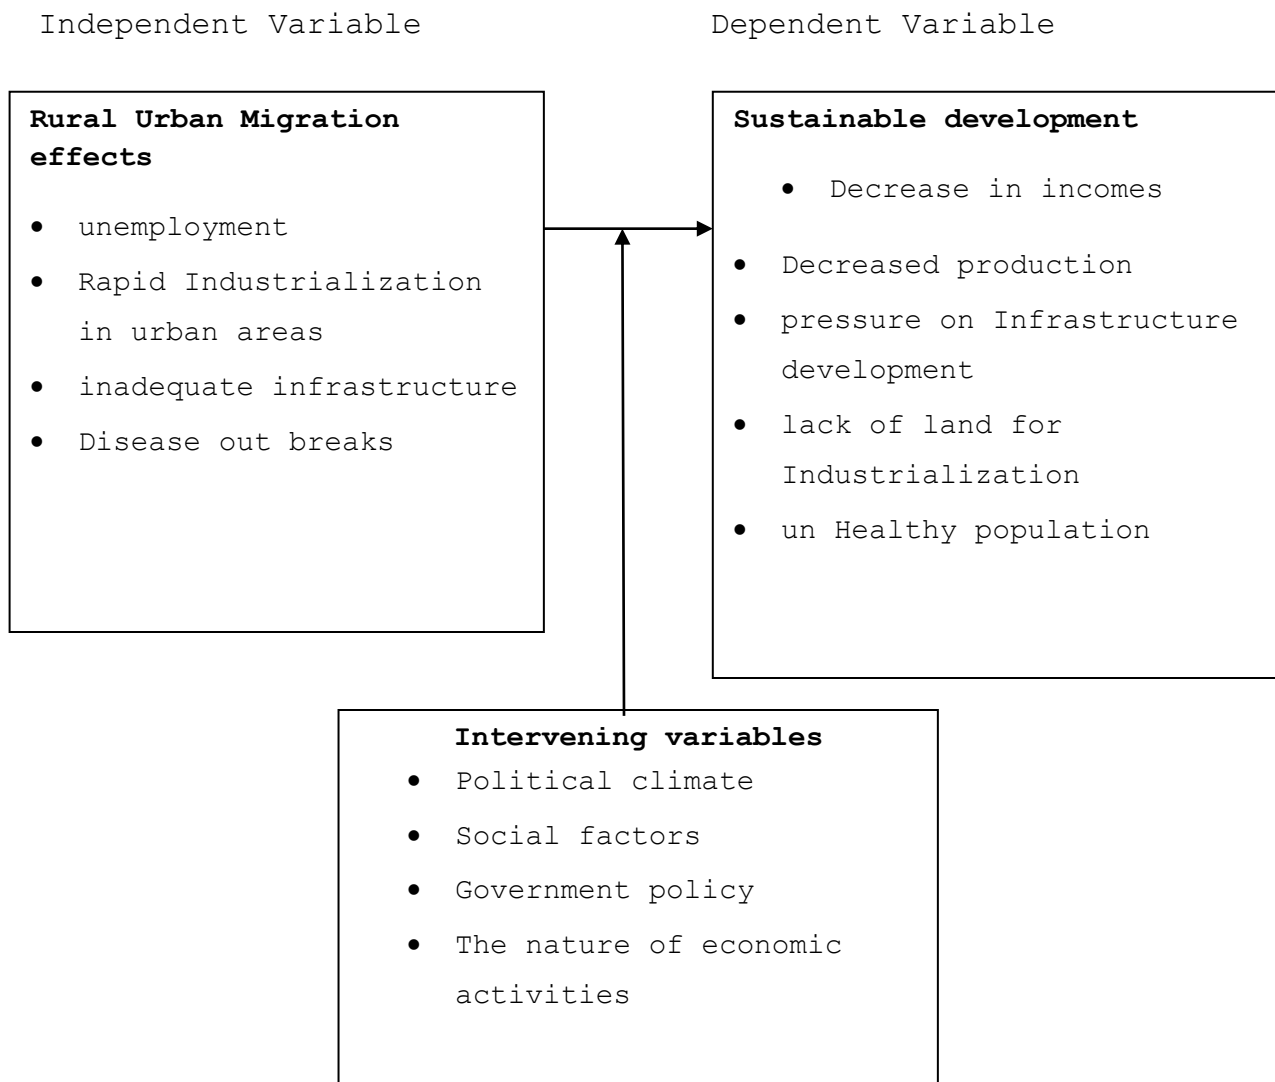 Independent Variable
Dependent Variable
Rural Urban Migration
effects
• unemployment
• Rapid Industrialization
in urban areas
• inadequate infrastructure
• Disease out breaks
Sustainable development
• Decrease in incomes
• Decreased production
• pressure on Infrastructure
development
• lack of land for
Industrialization
• un Healthy population
Intervening variables
• Political climate
• Social factors
• Government policy
• The nature of economic
activities